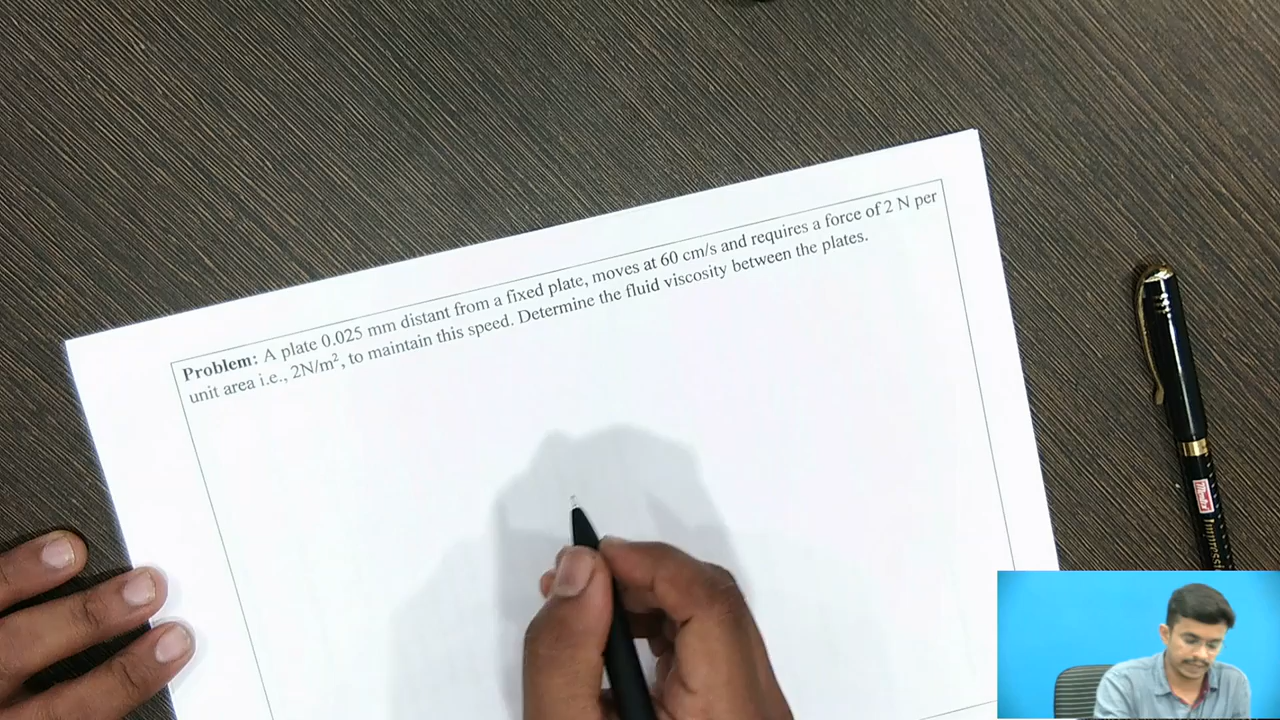 Problem: A plate 0.025 mm distant from a fixed plate, moves at 60 cm/s and requires a force of 2 N per
unit area i.e., 2N/m², to maintain this speed. Determine the fluid viscosity between the plates.